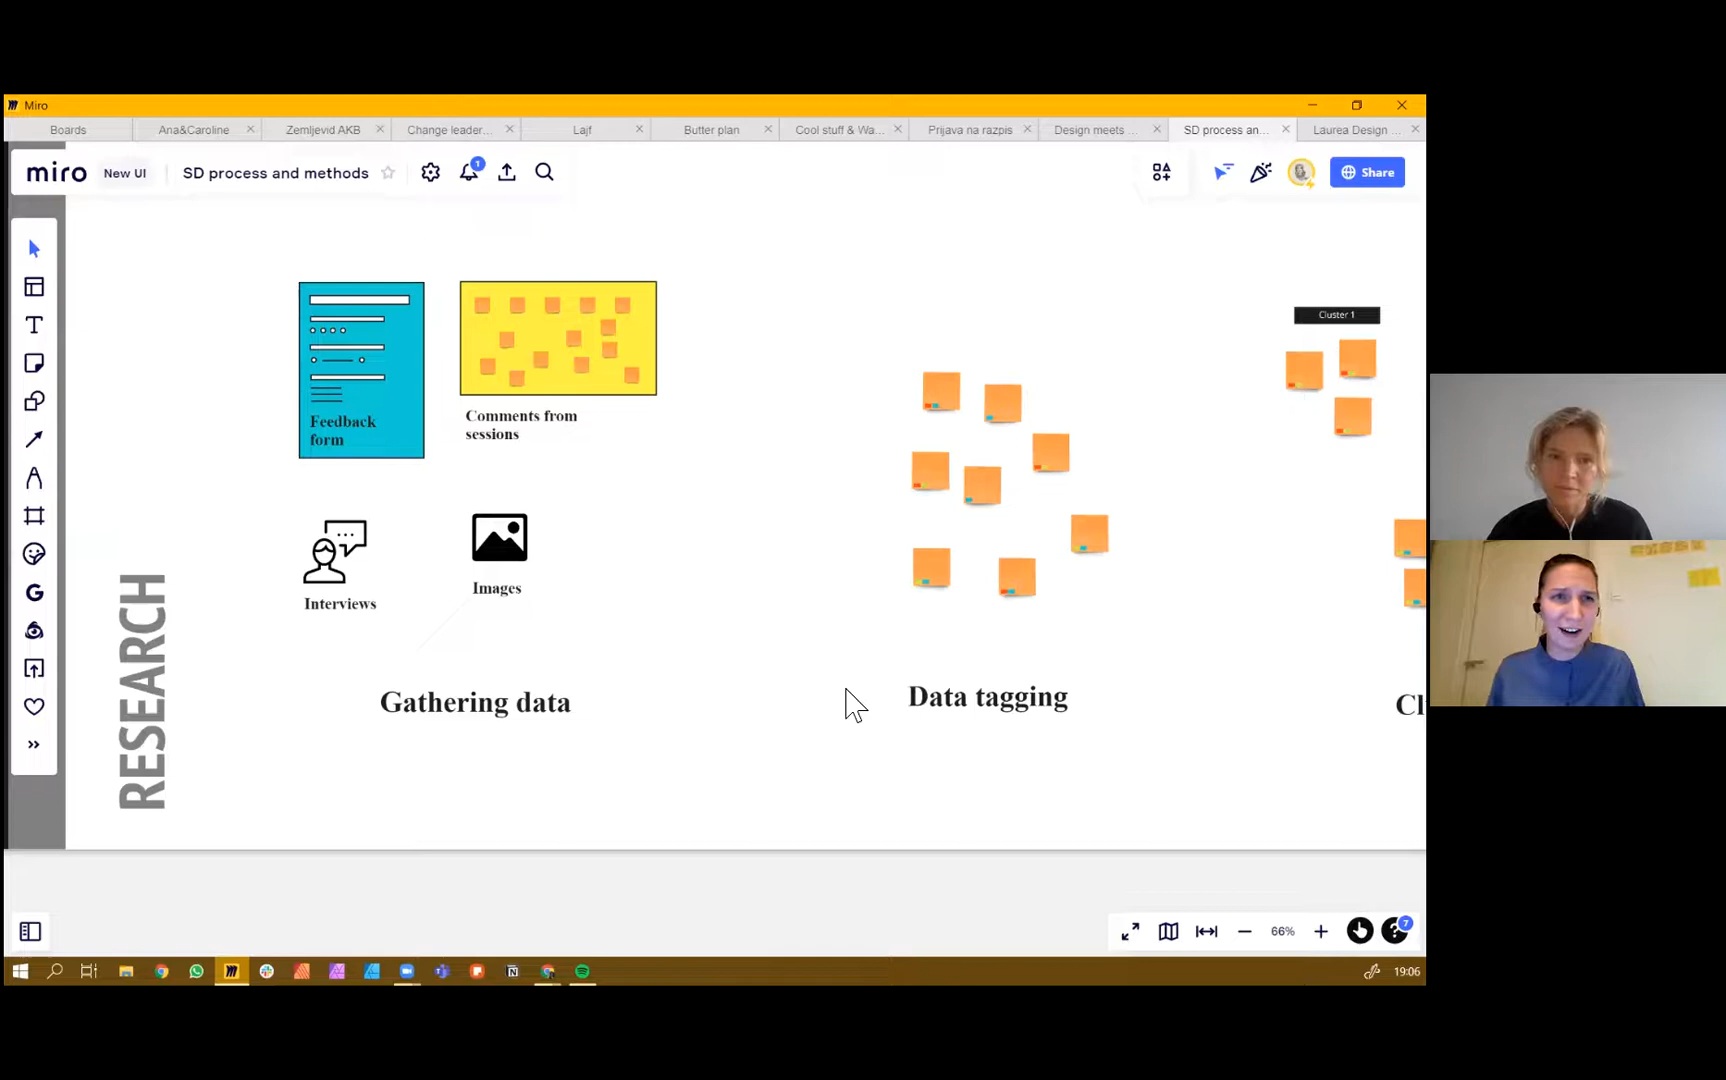 Miro
Boards
Ana&Caroline
Zemljevid AKB
Change leader...
Lajf
Butter plan
Cool stuff & Wa...
Prijava na razpis
Design meets ...
SD process an...
Laurea Design ...
miro
New UI
SD process and methods
1
Share
Feedback
form
Comments from
sessions
Interviews
Images
RESEARCH
Gathering data
Data tagging
Cluster 1
Cl
66%
7
19:06